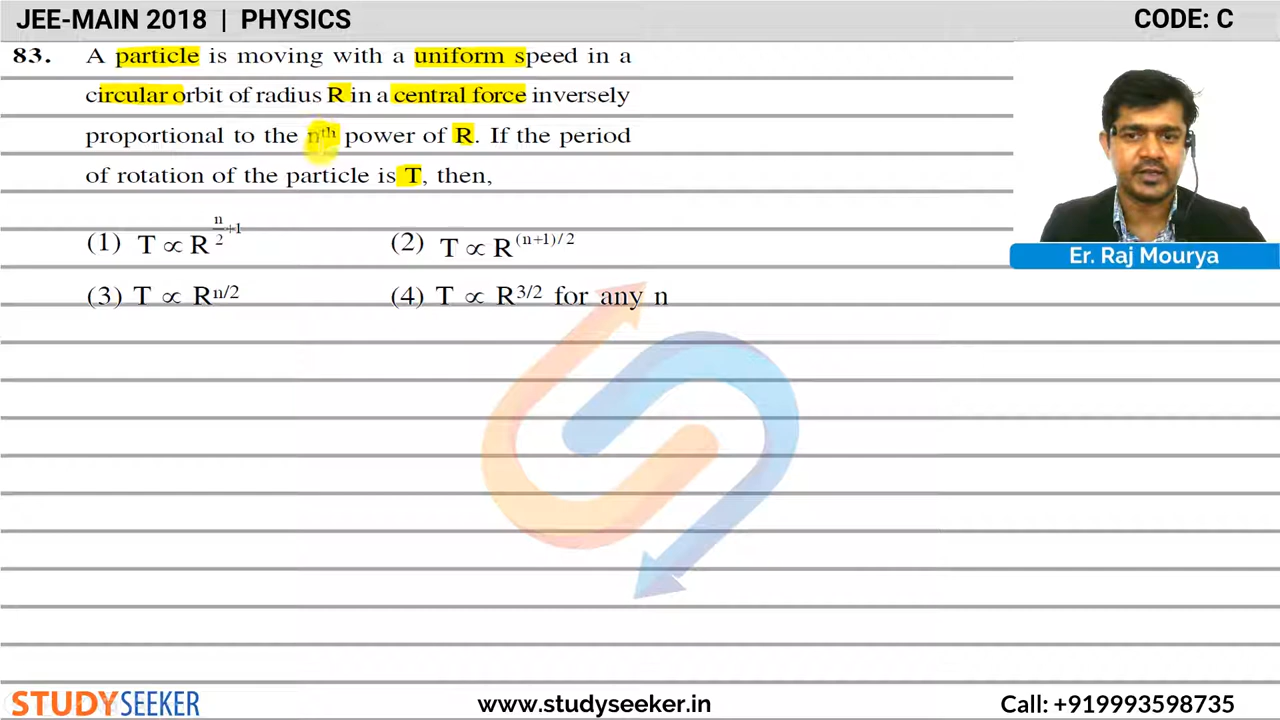 JEE-MAIN 2018 | PHYSICS
CODE: C
83. A particle is moving with a uniform speed in a
circular orbit of radius R in a central force inversely
proportional to the nᵗʰ power of R. If the period
of rotation of the particle is T, then,
(1) T ∝ R^(n/2+1) (2) T ∝ R^(n+1)/2
(3) T ∝ R^n/2 (4) T ∝ R^3/2 for any n
Er. Raj Mourya
STUDYSEEKER
www.studyseeker.in
Call: +919993598735